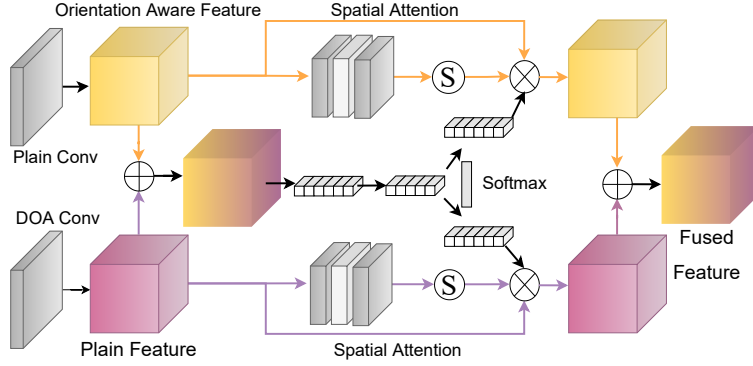 Orientation Aware Feature
Spatial Attention
S
Plain Conv
Softmax
DOA Conv
Fused
Feature
S
Plain Feature
Spatial Attention